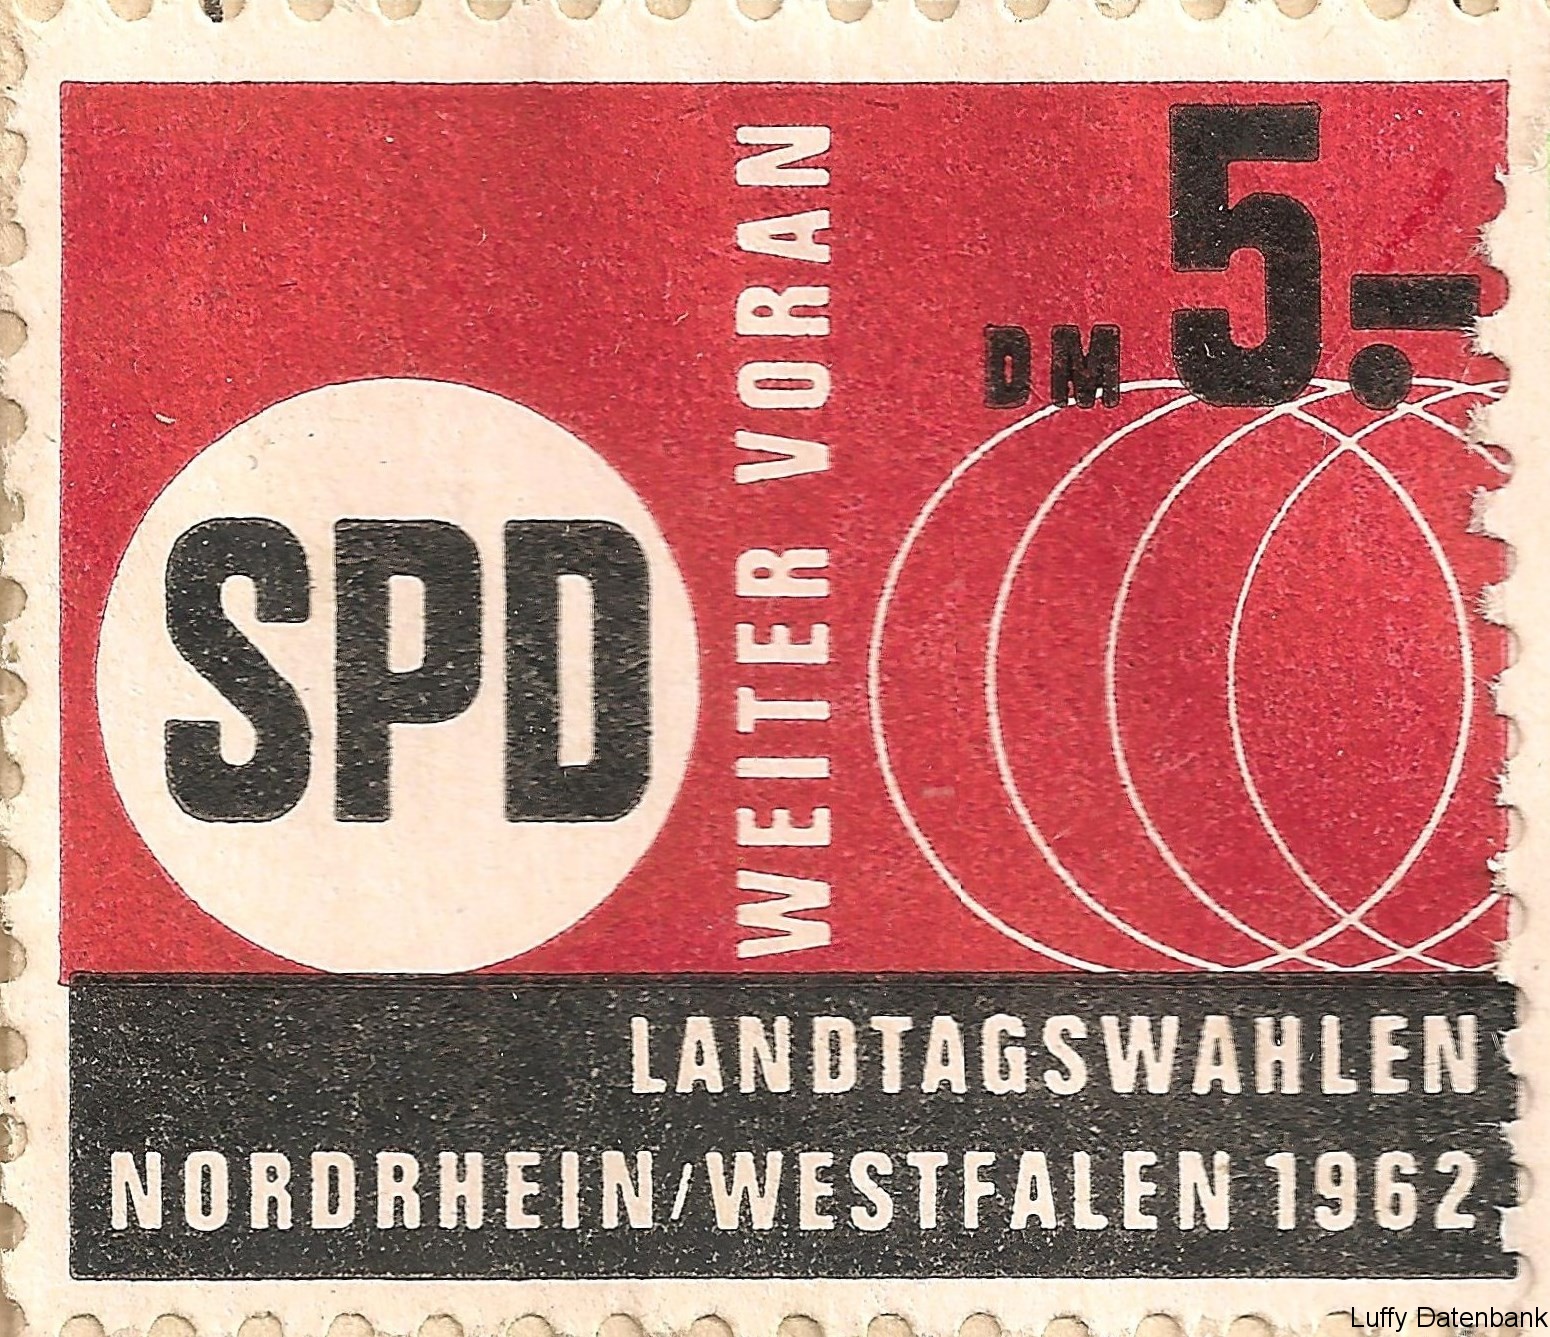 SPD
WEITER VORAN
DM 5.-
LANDTAGSWAHLEN
NORDRHEIN/WESTFALEN 1962
Luffy Datenbank